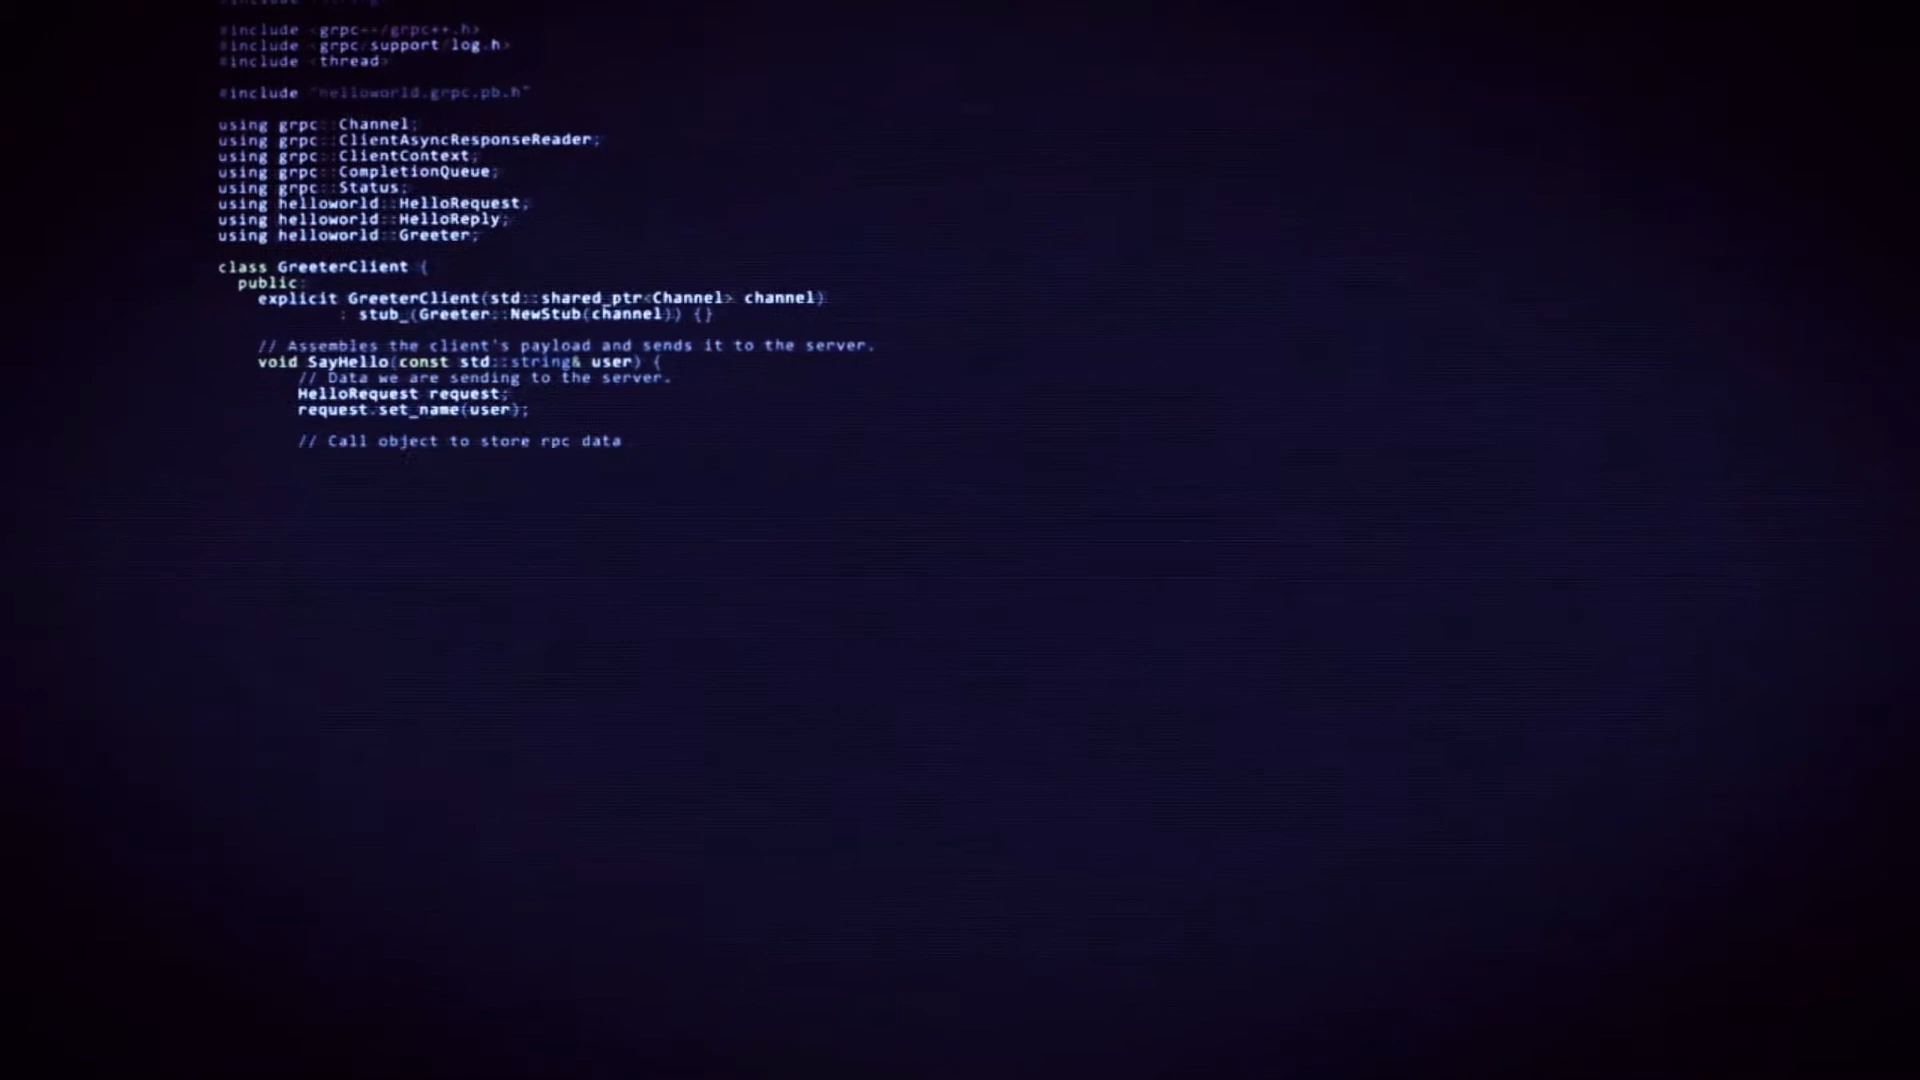 #include <string>
#include <grpc++/grpc++.h>
#include <grpc/support/log.h>
#include <thread>
#include "helloworld.grpc.pb.h"
using grpc::Channel;
using grpc::ClientAsyncResponseReader;
using grpc::ClientContext;
using grpc::CompletionQueue;
using grpc::Status;
using helloworld::HelloRequest;
using helloworld::HelloReply;
using helloworld::Greeter;
class GreeterClient {
public:
explicit GreeterClient(std::shared_ptr<Channel> channel)
: stub_(Greeter::NewStub(channel)) {}
// Assembles the client's payload and sends it to the server.
void SayHello(const std::string& user) {
// Data we are sending to the server.
HelloRequest request;
request.set_name(user);
// Call object to store rpc data